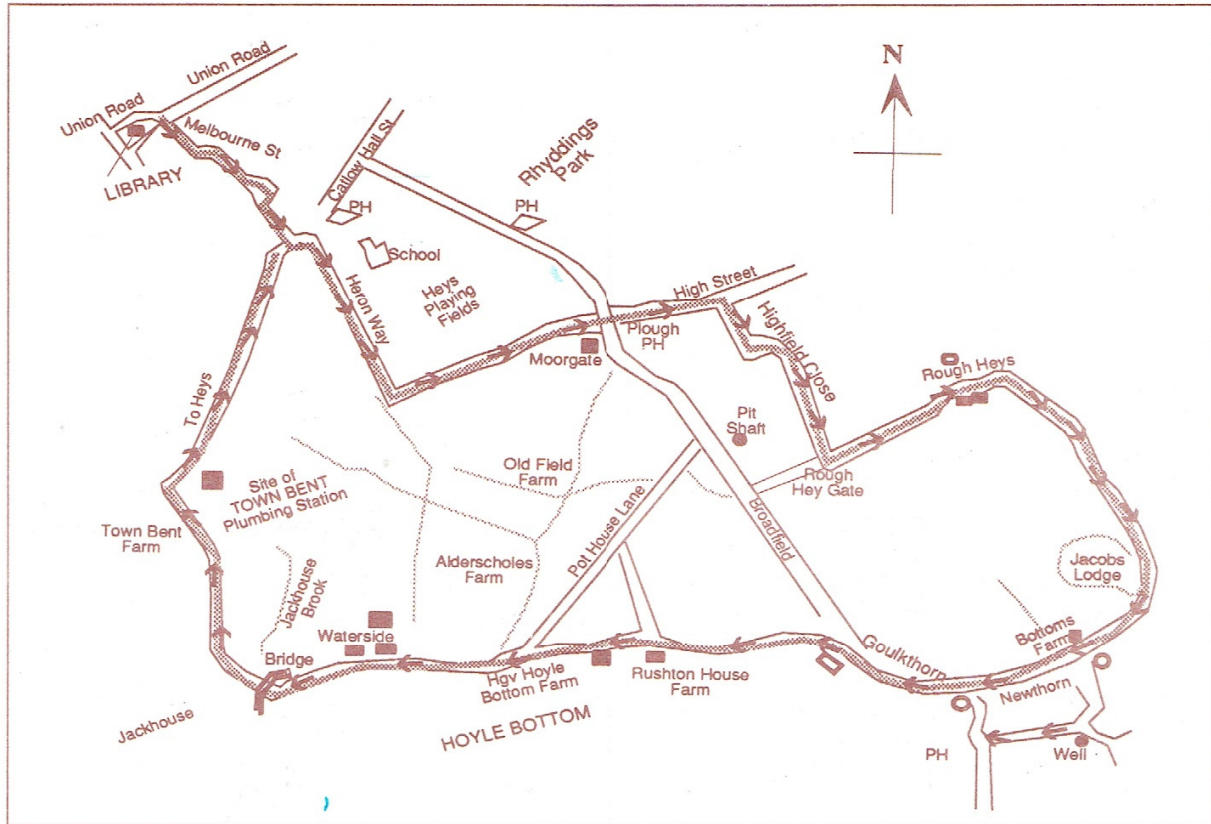 Union Road
Union Road
N
Melbourne St
LIBRARY
Catlow Hall St
Rhyddings
Park
PH
PH
School
Heys
Playing
Fields
Heron Way
High Street
Plough
PH
Moorgate
Highfield Close
Rough Heys
To Heys
Pit
Shaft
Old Field
Farm
Rough
Hey Gate
Site of
TOWN BENT
Plumbing Station
Town Bent
Farm
Pot House Lane
Broadfield
Alderscholes
Farm
Jacobs
Lodge
Jackhouse
Brook
Waterside
Bottoms
Farm
Goulkthorn
Bridge
Hgv Hoyle
Bottom Farm
Rushton House
Farm
Newthorn
Jackhouse
HOYLE BOTTOM
PH
Well